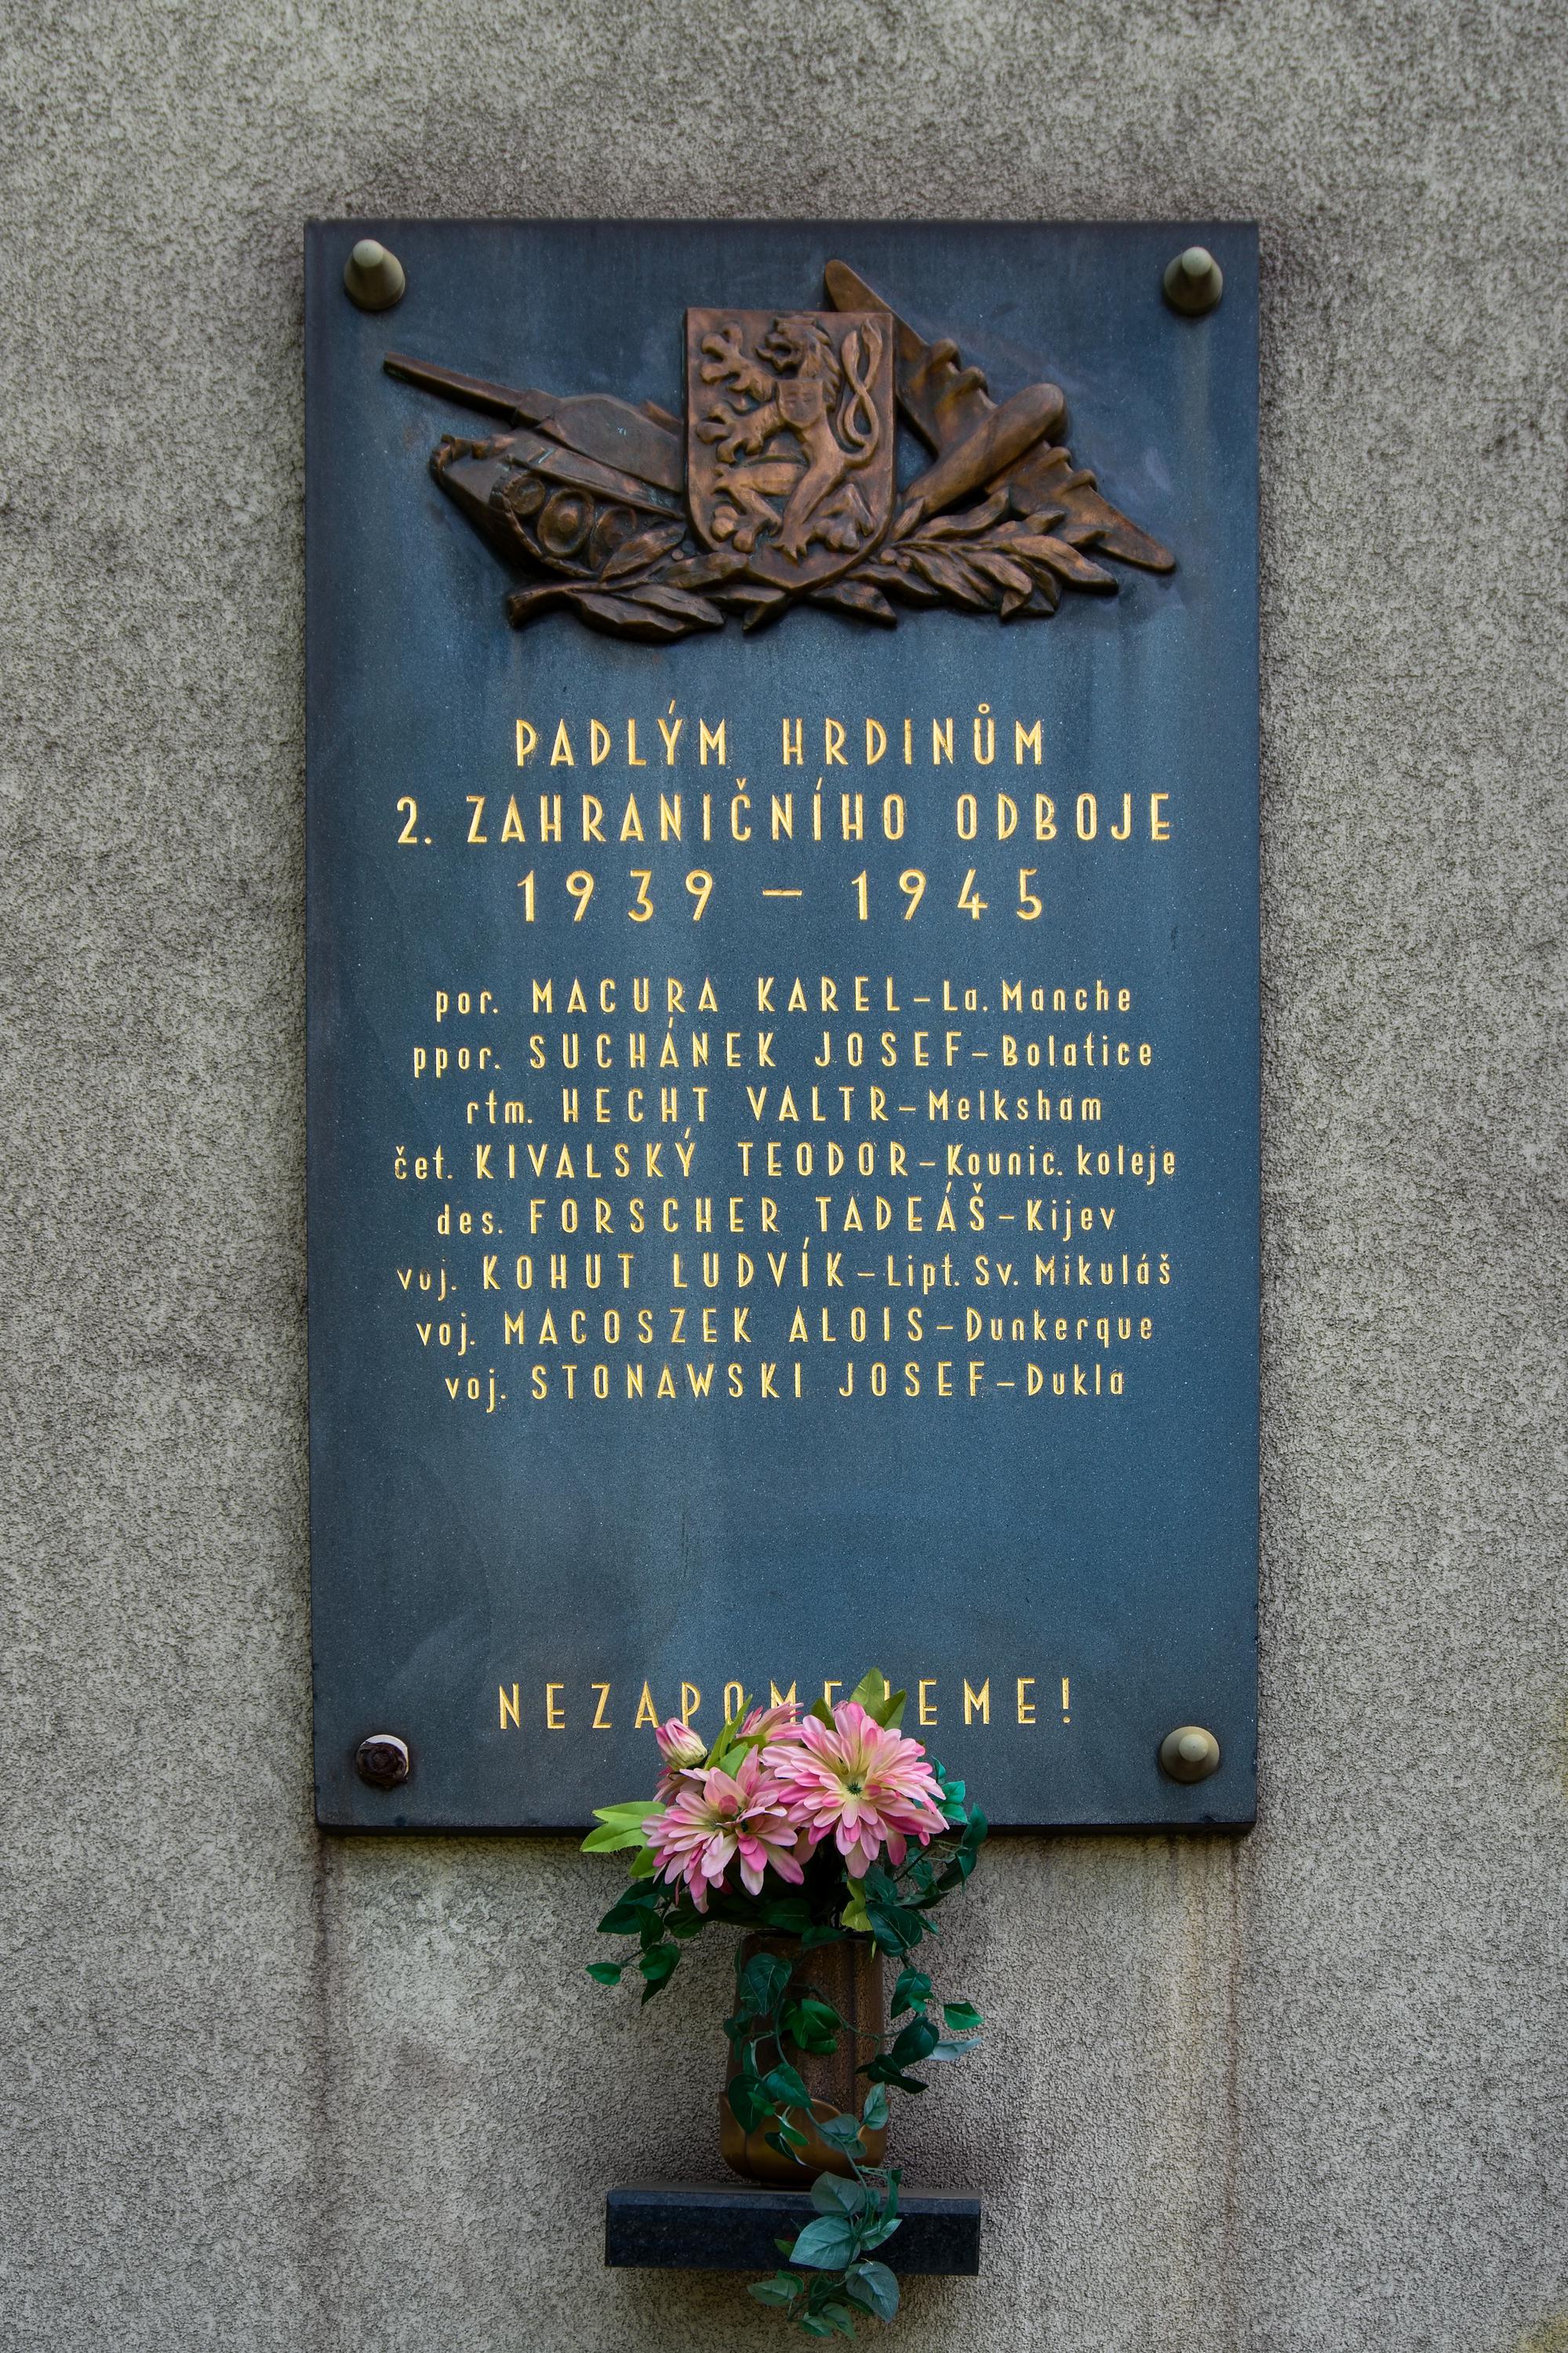 PADLÝM HRDINŮM
2. ZAHRANIČNÍHO ODBOJE
1939 – 1945
por. MACURA KAREL – La. Manche
ppor. SUCHÁNEK JOSEF – Bolatice
rtm. HECHT VALTR – Melksham
čet. KIVALSKÝ TEODOR – Kounic. koleje
des. FORSCHER TADEÁŠ – Kijev
voj. KOHUT LUDVÍK – Lipt. Sv. Mikuláš
voj. MACOSZEK ALOIS – Dunkerque
voj. STONAWSKI JOSEF – Dukla